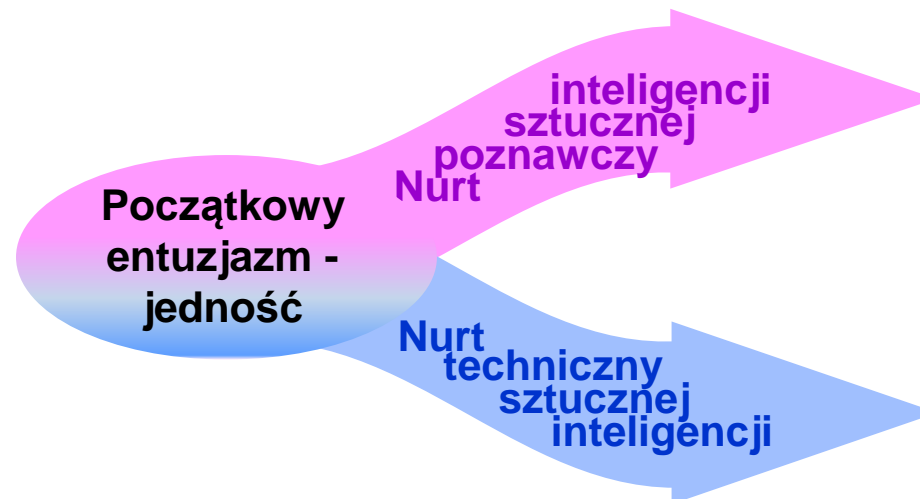 Początkowy
entuzjazm -
jedność
Nurt
poznawczy
sztucznej
inteligencji
Nurt
techniczny
sztucznej
inteligencji